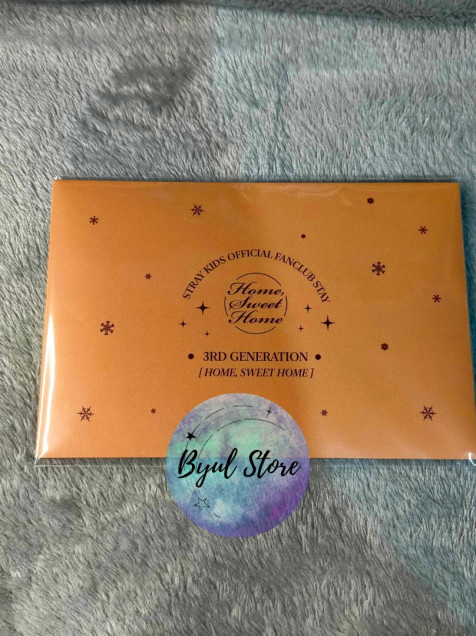 STRAY KIDS OFFICIAL FANCLUB STAY
Home,
Sweet
Home
3RD GENERATION
[ HOME, SWEET HOME ]
Byul Store